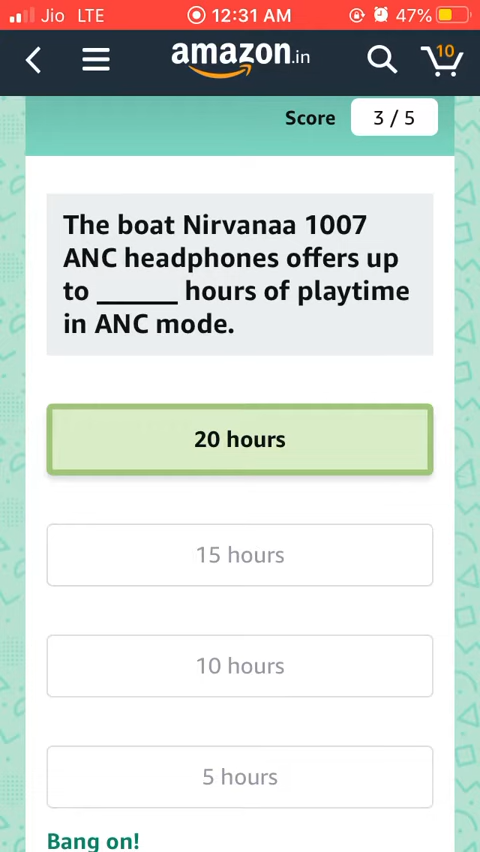 Jio LTE 12:31 AM 47%
amazon.in 10
Score 3 / 5
The boat Nirvanaa 1007
ANC headphones offers up
to ______ hours of playtime
in ANC mode.
20 hours
15 hours
10 hours
5 hours
Bang on!